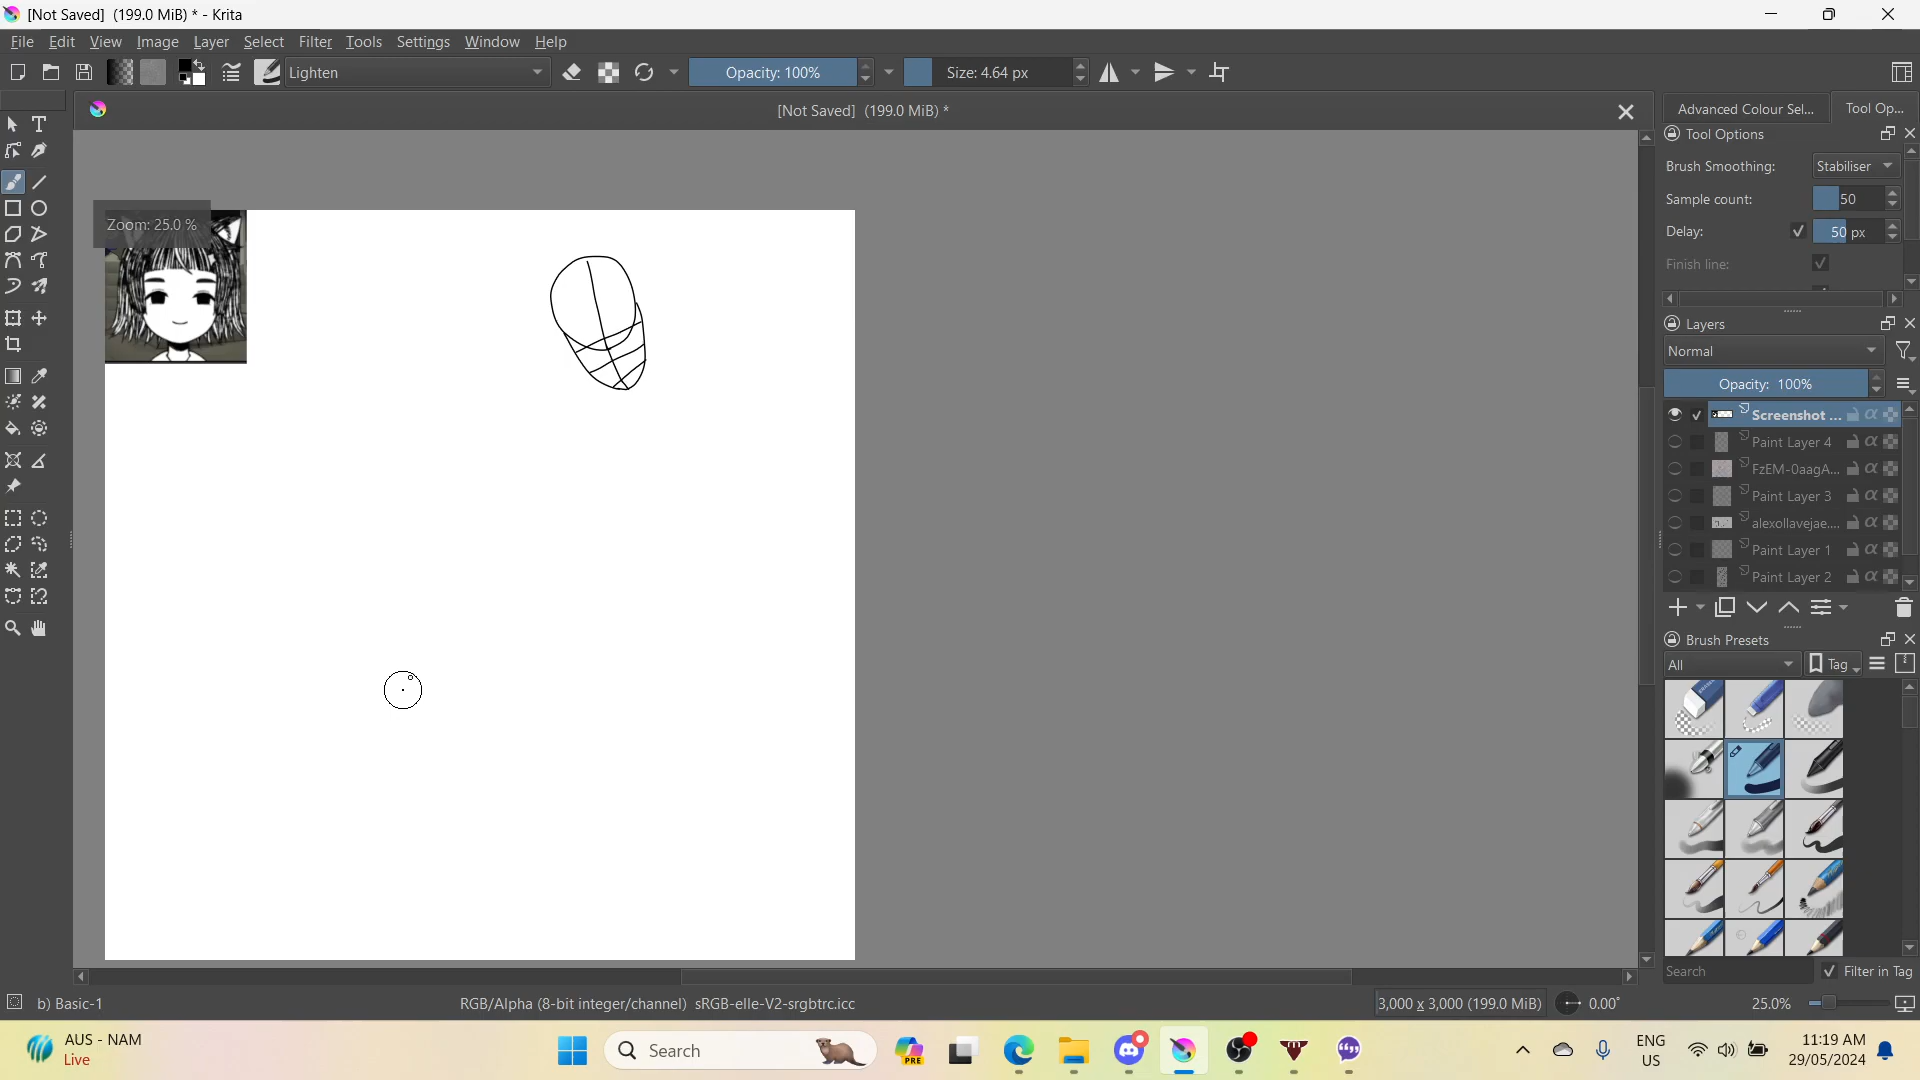 [Not Saved]  (199.0 MiB) * - Krita
File Edit View Image Layer Select Filter Tools Settings Window Help
Lighten Opacity: 100% Size: 4.64 px
[Not Saved]  (199.0 MiB) *
Advanced Colour Sel... Tool Op...
Tool Options
Brush Smoothing: Stabiliser
Sample count: 50
Zoom: 25.0 %
Delay: 50 px
Finish line:
Layers
Normal
Opacity: 100%
Screenshot ...
Paint Layer 4
FzEM-0aagA...
Paint Layer 3
alexollavejae....
Paint Layer 1
Paint Layer 2
Brush Presets
All Tag
Search Filter in Tag
b) Basic-1 RGB/Alpha (8-bit integer/channel)  sRGB-elle-V2-srgbtrc.icc 3,000 x 3,000 (199.0 MiB) 0.00° 25.0%
AUS - NAM
Live
Search
PRE
ENG
US
11:19 AM
29/05/2024